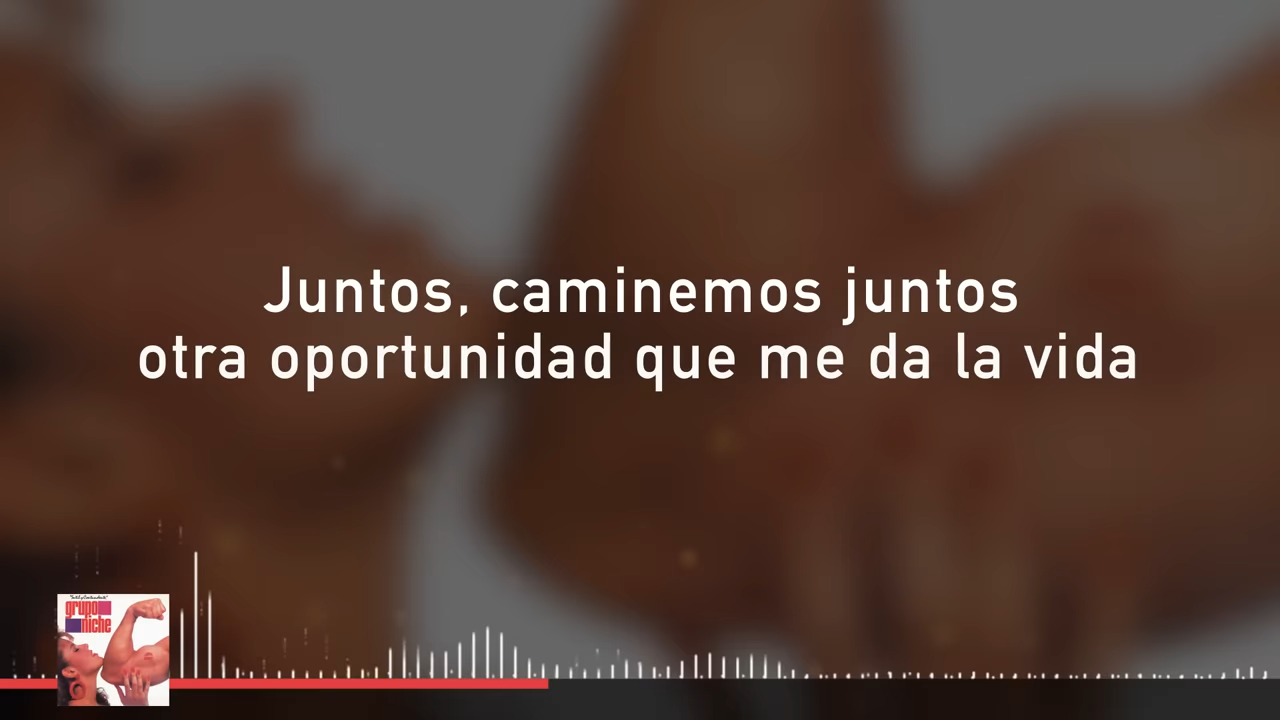 Juntos, caminemos juntos
otra oportunidad que me da la vida
grupo
niche